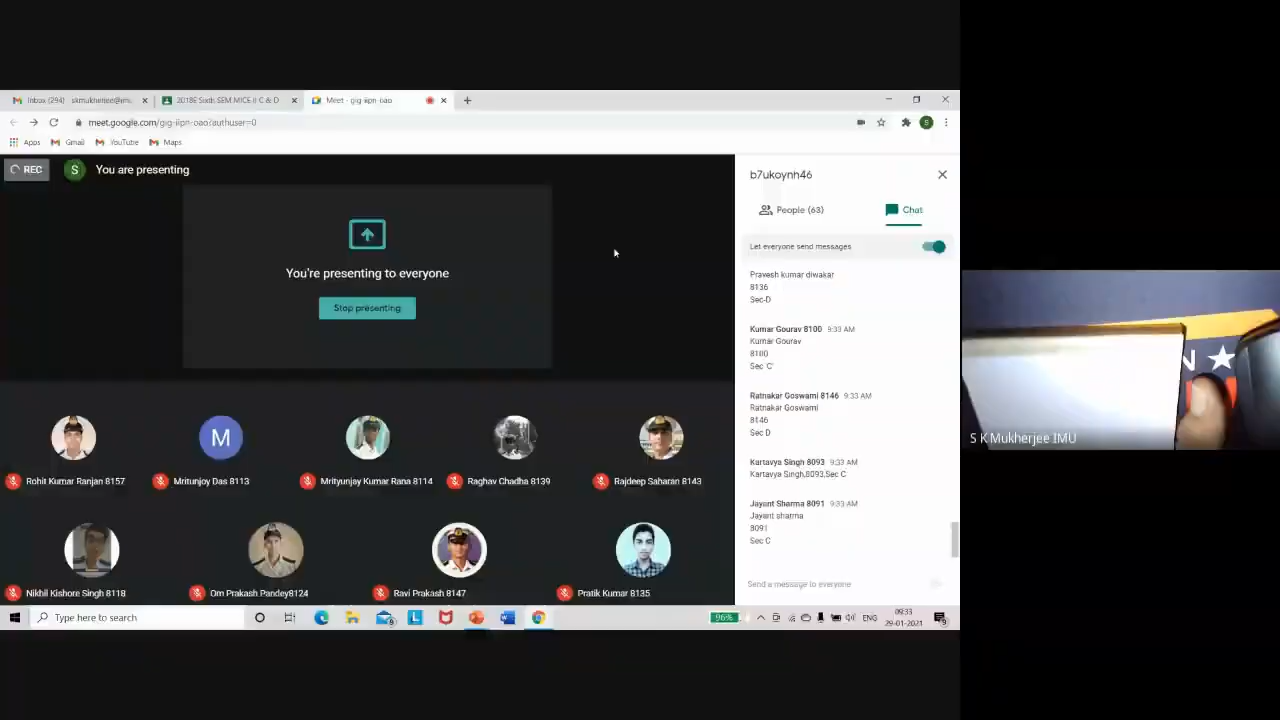 Inbox (294) skmukherjee@imu.
2018E Sixth SEM MICE II C & D
Meet - gig-iipn-oao
meet.google.com/gig-iipn-oao?authuser=0
Apps Gmail YouTube Maps
REC S You are presenting
You're presenting to everyone
Stop presenting
Rohit Kumar Ranjan 8157
M
Mritunjoy Das 8113
Mrityunjay Kumar Rana 8114
Raghav Chadha 8139
Rajdeep Saharan 8143
Nikhil Kishore Singh 8118
Om Prakash Pandey8124
Ravi Prakash 8147
Pratik Kumar 8135
b7ukoynh46
People (63) Chat
Let everyone send messages
Pravesh kumar diwakar
8136
Sec-D
Kumar Gourav 8100 9:33 AM
Kumar Gourav
8100
Sec 'C'
Ratnakar Goswami 8146 9:33 AM
Ratnakar Goswami
8146
Sec D
Kartavya Singh 8093 9:33 AM
Kartavya Singh,8093,Sec C
Jayant Sharma 8091 9:33 AM
Jayant sharma
8091
Sec C
Send a message to everyone
Type here to search
96%
ENG
09:33
29-01-2021
N
S K Mukherjee IMU